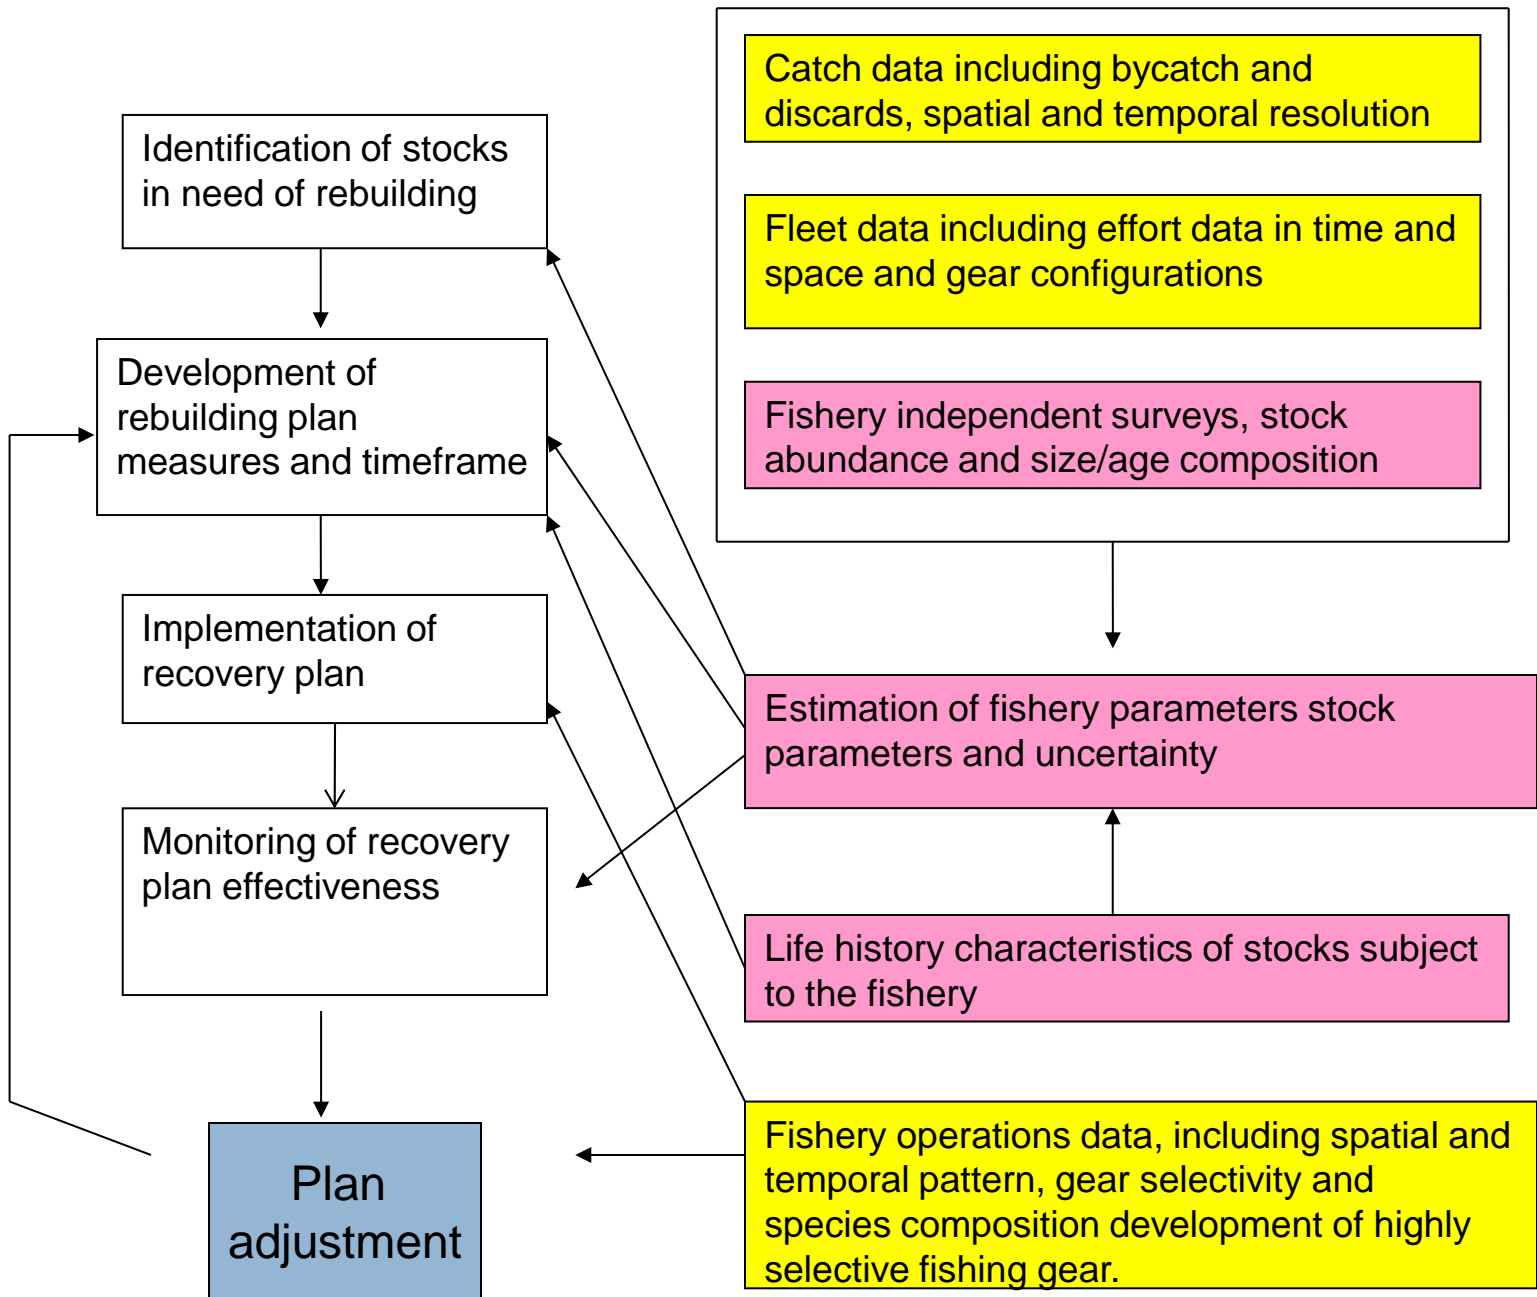 Identification of stocks
in need of rebuilding
Development of
rebuilding plan
measures and timeframe
Implementation of
recovery plan
Monitoring of recovery
plan effectiveness
Plan
adjustment
Catch data including bycatch and
discards, spatial and temporal resolution
Fleet data including effort data in time and
space and gear configurations
Fishery independent surveys, stock
abundance and size/age composition
Estimation of fishery parameters stock
parameters and uncertainty
Life history characteristics of stocks subject
to the fishery
Fishery operations data, including spatial and
temporal pattern, gear selectivity and
species composition development of highly
selective fishing gear.